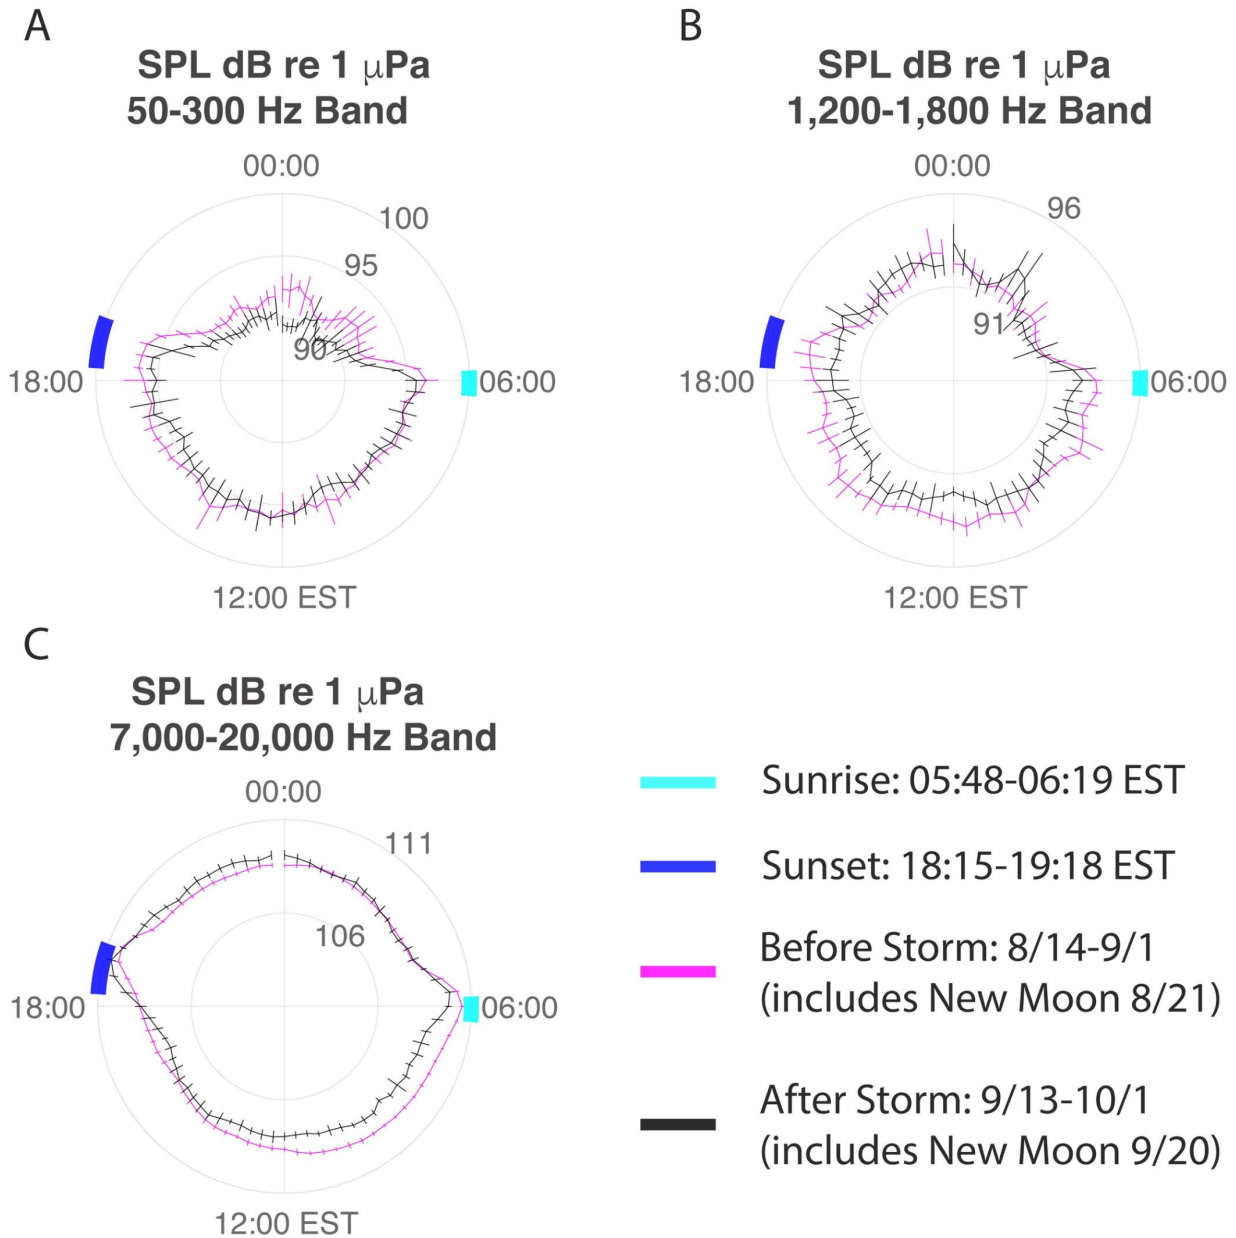 A
SPL dB re 1 μPa
50-300 Hz Band
00:00
100
95
90
18:00
06:00
12:00 EST
B
SPL dB re 1 μPa
1,200-1,800 Hz Band
00:00
96
91
18:00
06:00
12:00 EST
C
SPL dB re 1 μPa
7,000-20,000 Hz Band
00:00
111
106
18:00
06:00
12:00 EST
Sunrise: 05:48-06:19 EST
Sunset: 18:15-19:18 EST
Before Storm: 8/14-9/1
(includes New Moon 8/21)
After Storm: 9/13-10/1
(includes New Moon 9/20)